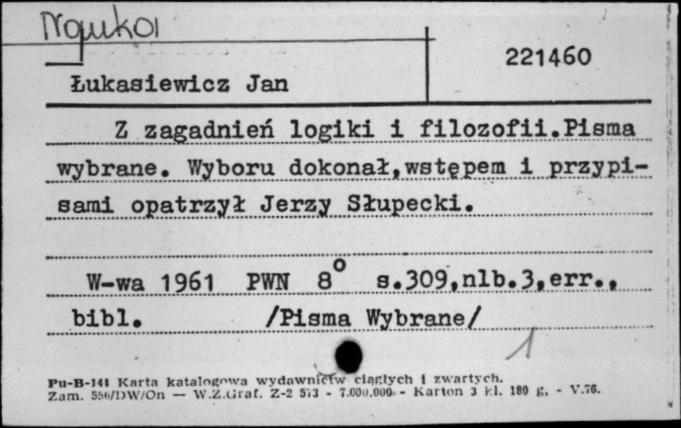 Nauka
221460
Łukasiewicz Jan
Z zagadnień logiki i filozofii.Pisma
wybrane. Wyboru dokonał,wstępem i przypi-
sami opatrzył Jerzy Słupecki.
W-wa 1961 PWN 8° s.309,nlb.3,err.,
bibl. /Pisma Wybrane/
1
Pu-B-141 Karta katalogowa wydawnictw ciągłych i zwartych.
Zam. 556/DW/On — W.Z.Graf. Z-2 573 - 7.000.000 - Karton 3 kl. 180 g. - V.76.